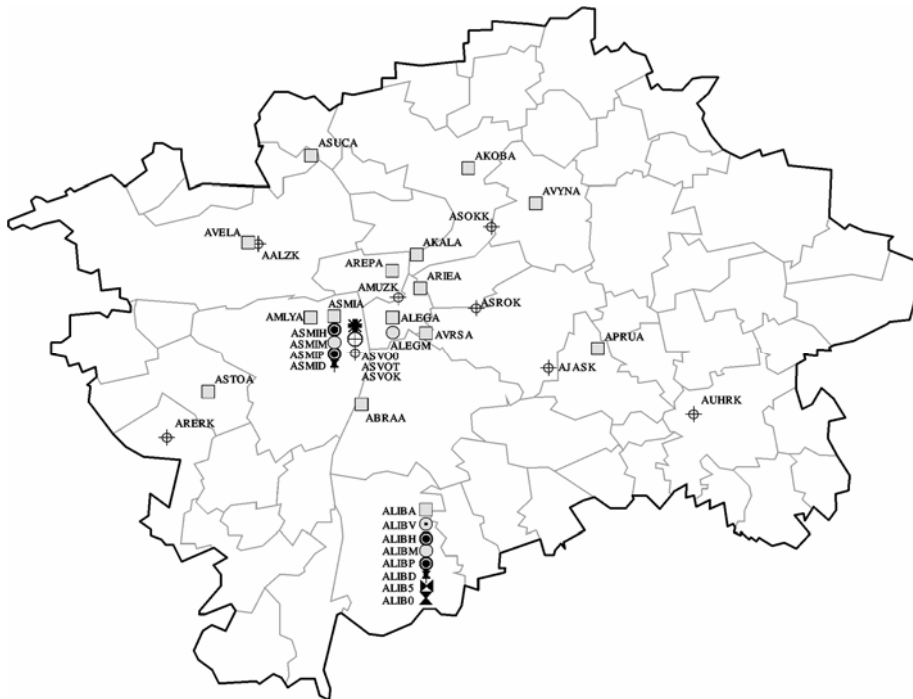 ASUCA
AKOBA
AVYNA
ASOKK
AVELA
AALZK
AKALA
AREPA
ARIEA
AMUZK
ASROK
AMLYA
ASMIA
ALEGA
ASMIH
ASMIM
ASMIP
ASMID
ASVO0
ASVOT
ASVOK
ALEGM
AVRSA
APRUA
AJASK
ASTOA
ABRAA
AUHRK
ARERK
ALIBA
ALIBV
ALIBH
ALIBM
ALIBP
ALIBD
ALIB5
ALIB0